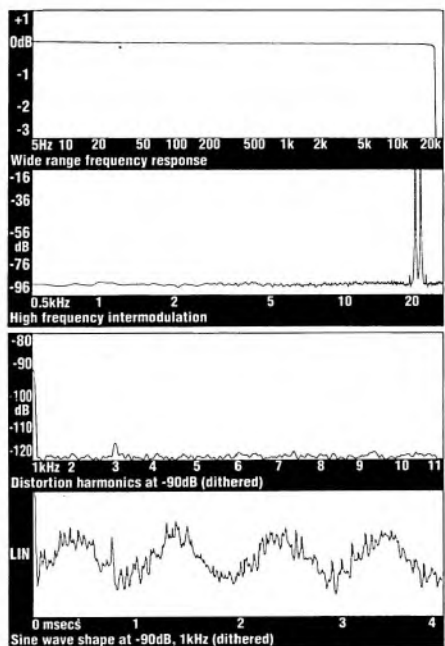 +1
0dB
-1
-2
-3
5Hz 10 20 50 100 200 500 1k 2k 5k 10k 20k
Wide range frequency response
-16
-36
-56
dB
-76
-96
0.5kHz 1 2 5 10 20
High frequency intermodulation
-80
-90
-100
dB
-110
-120
1kHz 2 3 4 5 6 7 8 9 10 11
Distortion harmonics at -90dB (dithered)
LIN
0 msecs 1 2 3 4
Sine wave shape at -90dB, 1kHz (dithered)